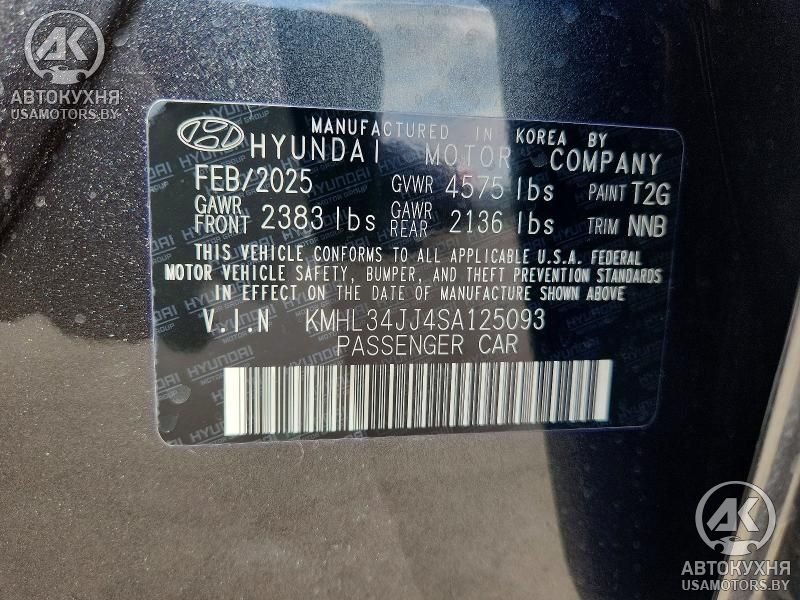 AK
АВТОКУХНЯ
USAMOTORS.BY
MANUFACTURED IN KOREA BY
HYUNDAI MOTOR COMPANY
FEB/2025 GVWR 4575 lbs PAINT T2G
GAWR FRONT 2383 lbs GAWR REAR 2136 lbs TRIM NNB
THIS VEHICLE CONFORMS TO ALL APPLICABLE U.S.A. FEDERAL
MOTOR VEHICLE SAFETY, BUMPER, AND THEFT PREVENTION STANDARDS
IN EFFECT ON THE DATE OF MANUFACTURE SHOWN ABOVE
V.I.N KMHL34JJ4SA125093
PASSENGER CAR
AK
АВТОКУХНЯ
USAMOTORS.BY